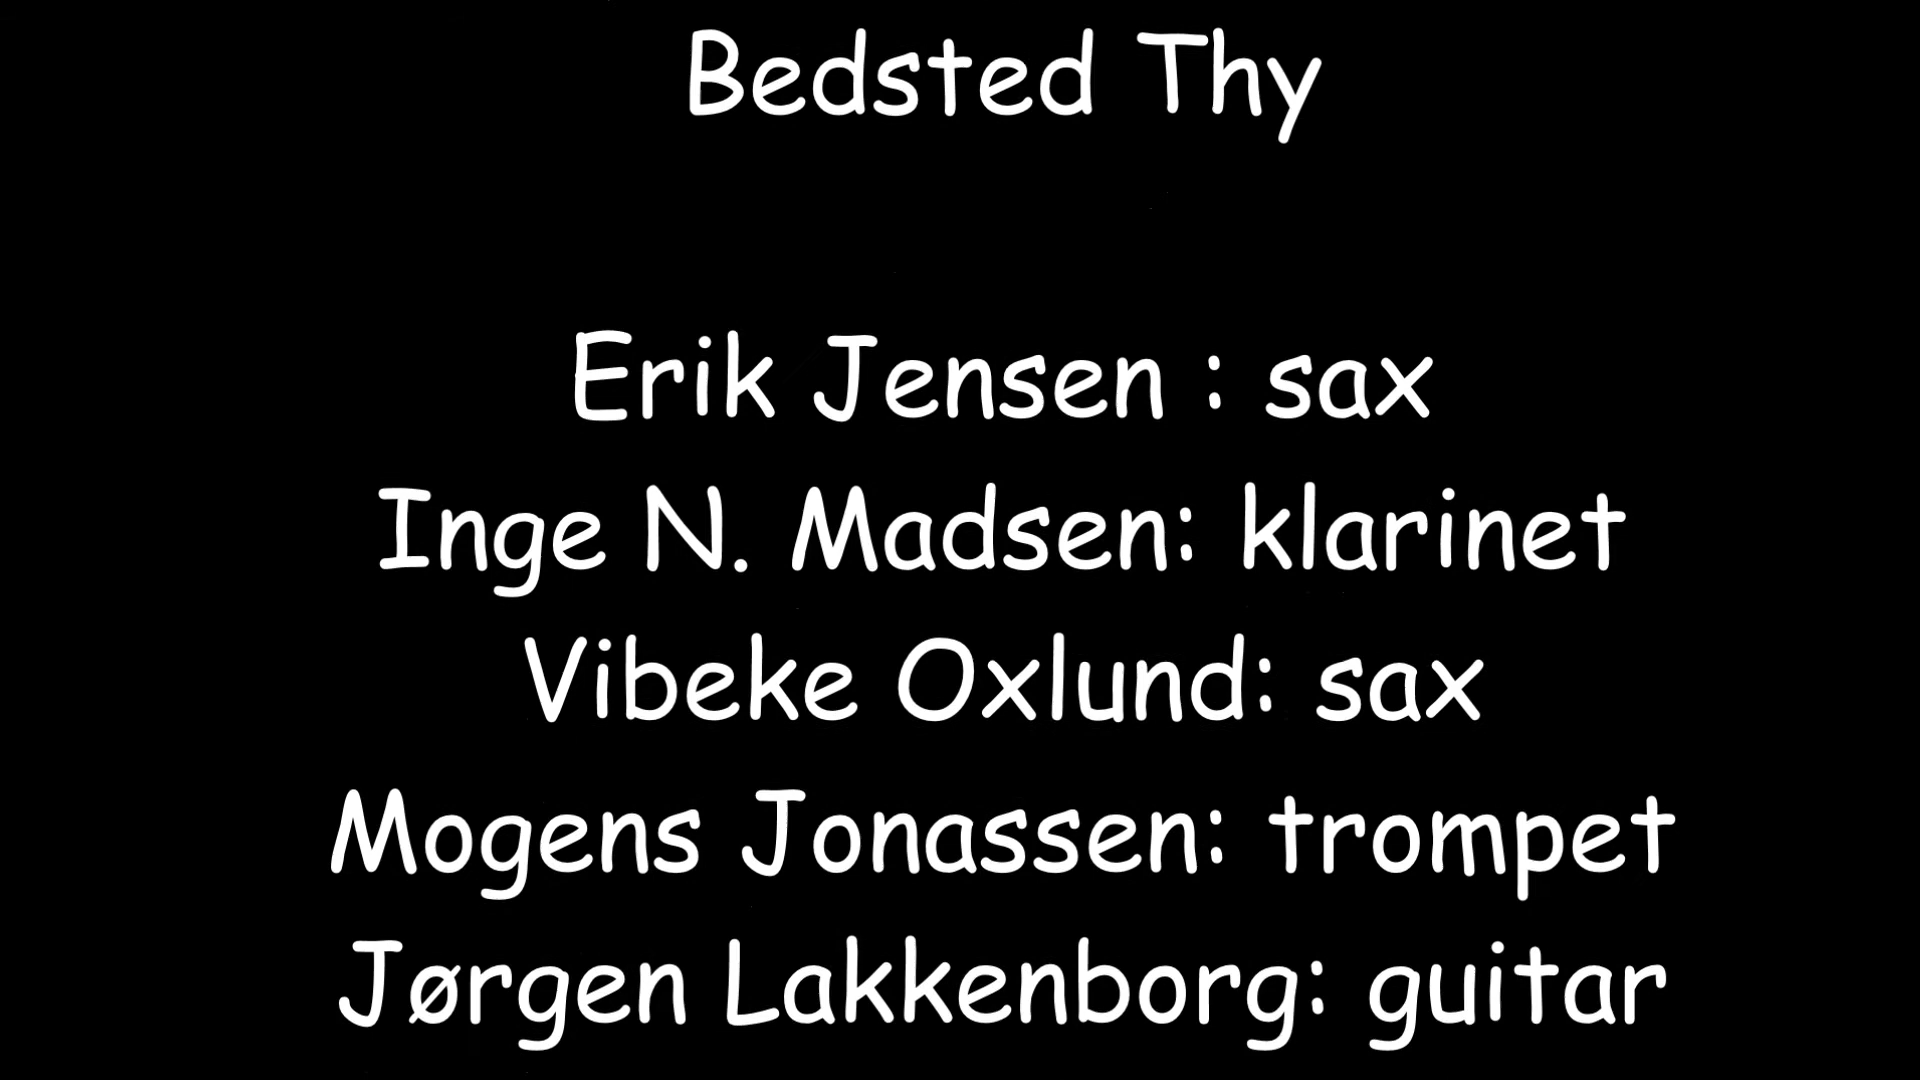 Bedsted Thy
Erik Jensen : sax
Inge N. Madsen: klarinet
Vibeke Oxlund: sax
Mogens Jonassen: trompet
Jørgen Lakkenborg: guitar